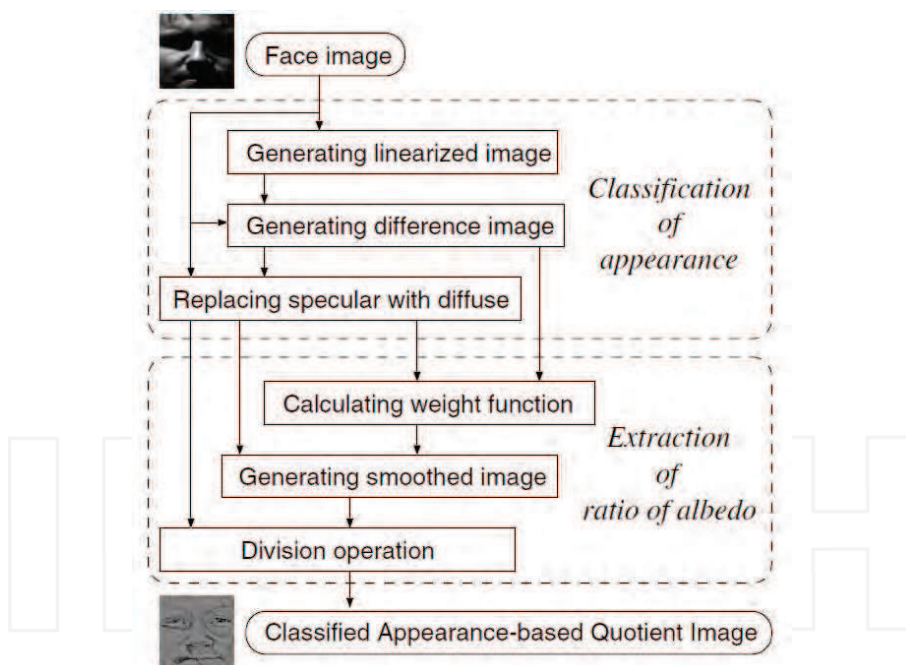 Face image
Generating linearized image
Classification
of
appearance
Generating difference image
Replacing specular with diffuse
Calculating weight function
Extraction
of
ratio of albedo
Generating smoothed image
Division operation
Classified Appearance-based Quotient Image